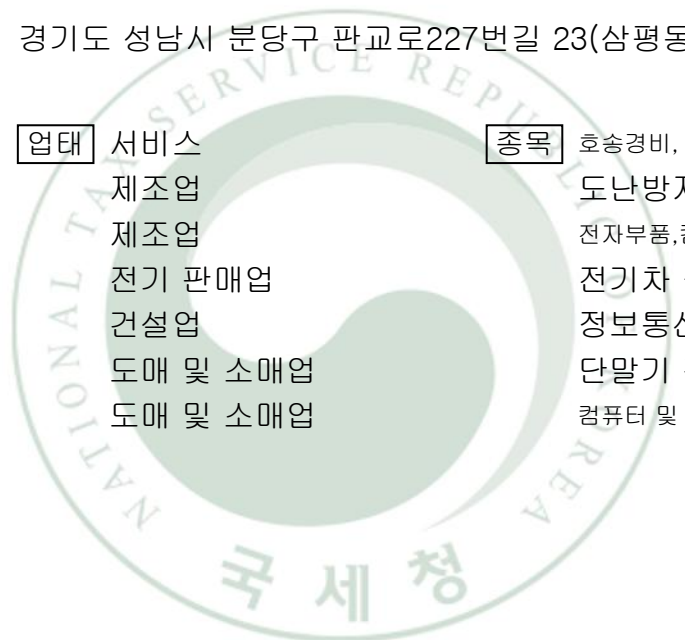 경기도 성남시 분당구 판교로227번길 23(삼평동
업태 서비스 종목 호송경비,
제조업 도난방지
제조업 전자부품,
전기 판매업 전기차
건설업 정보통신
도매 및 소매업 단말기
도매 및 소매업 컴퓨터 및
NATIONAL TAX SERVICE REPUBLIC OF KOREA
국세청